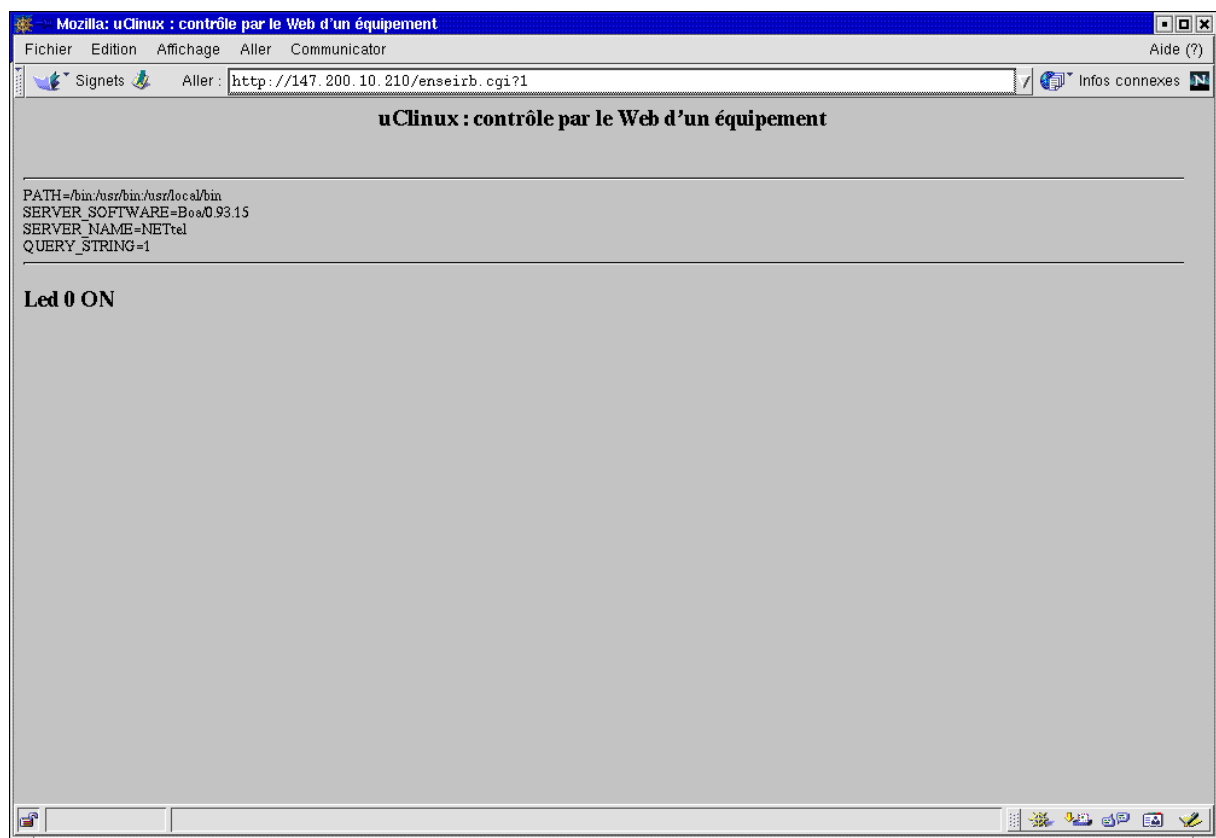 Mozilla: uClinux : contrôle par le Web d'un équipement
Fichier Edition Affichage Aller Communicator Aide (?)
Signets Aller : http://147.200.10.210/enseirb.cgi?1 Infos connexes N
uClinux : contrôle par le Web d'un équipement
PATH=/bin:/usr/bin:/usr/local/bin
SERVER_SOFTWARE=Boa/0.93.15
SERVER_NAME=NETtel
QUERY_STRING=1
Led 0 ON